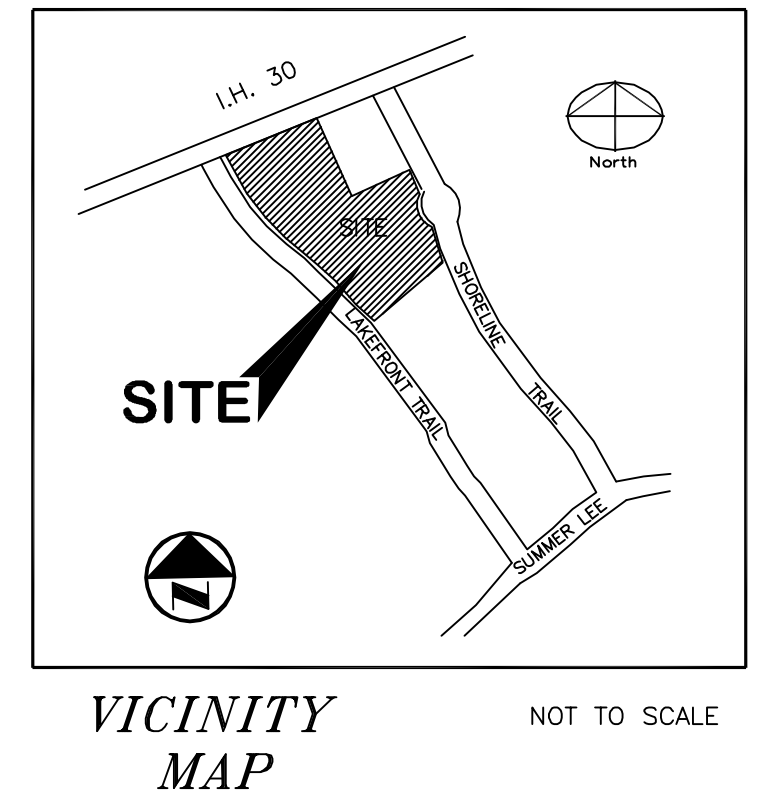 I.H. 30
North
SITE
SHORELINE TRAIL
LAKEFRONT TRAIL
SITE
SUMMER LEE
N
VICINITY
MAP
NOT TO SCALE